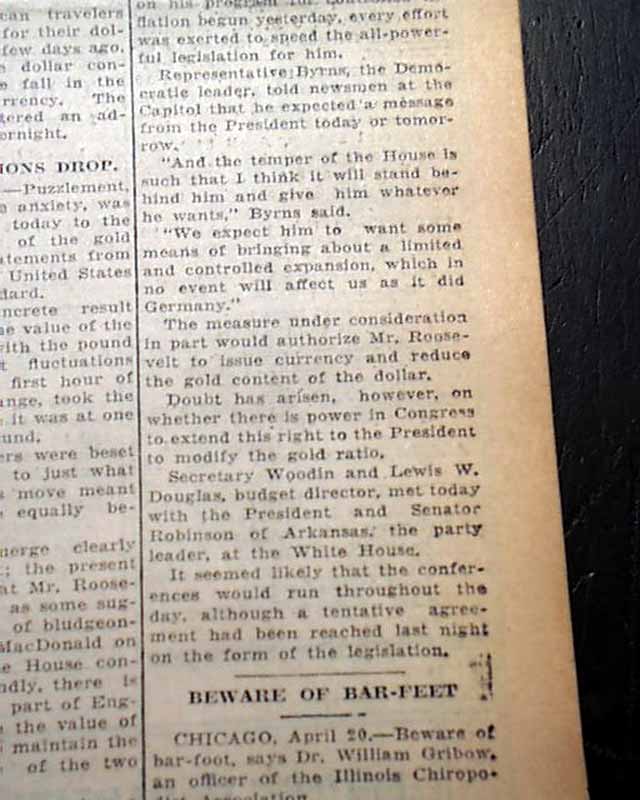 can travelers
for their dol-
few days ago,
dollar con-
fall in the
rrency. The
tered an ad-
ernight.
IONS DROP.
—Puzzlement,
anxiety, was
today to the
of the gold
atements from
United States
dard.
ncrete result
he value of the
with the pound
t fluctuations
first hour of
ange, took the
it was at one
und.
ers were beset
to just what
move meant
equally be-
merge clearly
; the present
at Mr. Roose-
as some sug-
of bludgeon-
MacDonald on
e House con-
ndly, there is
part of Eng-
the value of
maintain the
of the two
on his program for controlled
flation begun yesterday, every effort
was exerted to speed the all-power-
ful legislation for him.
Representative Byrns, the Demo-
cratic leader, told newsmen at the
Capitol that he expected a message
from the President today or tomor-
row.
"And the temper of the House is
such that I think it will stand be-
hind him and give him whatever
he wants," Byrns said.
"We expect him to want some
means of bringing about a limited
and controlled expansion, which in
no event will affect us as it did
Germany."
The measure under consideration
in part would authorize Mr. Roose-
velt to issue currency and reduce
the gold content of the dollar.
Doubt has arisen, however, on
whether there is power in Congress
to extend this right to the President
to modify the gold ratio.
Secretary Woodin and Lewis W.
Douglas, budget director, met today
with the President and Senator
Robinson of Arkansas, the party
leader, at the White House.
It seemed likely that the confer-
ences would run throughout the
day, although a tentative agree-
ment had been reached last night
on the form of the legislation.
BEWARE OF BAR-FEET
CHICAGO, April 20.—Beware of
bar-foot, says Dr. William Gribow,
an officer of the Illinois Chiropo-
dist Association